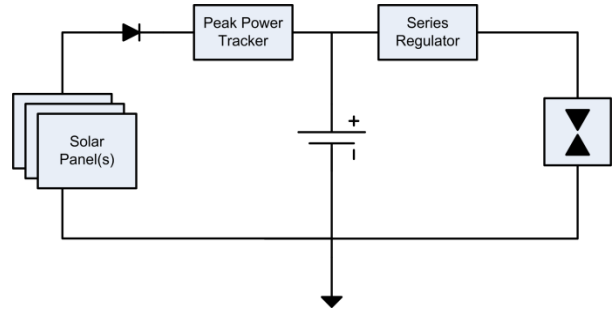 Peak Power
Tracker
Series
Regulator
Solar
Panel(s)
+
-